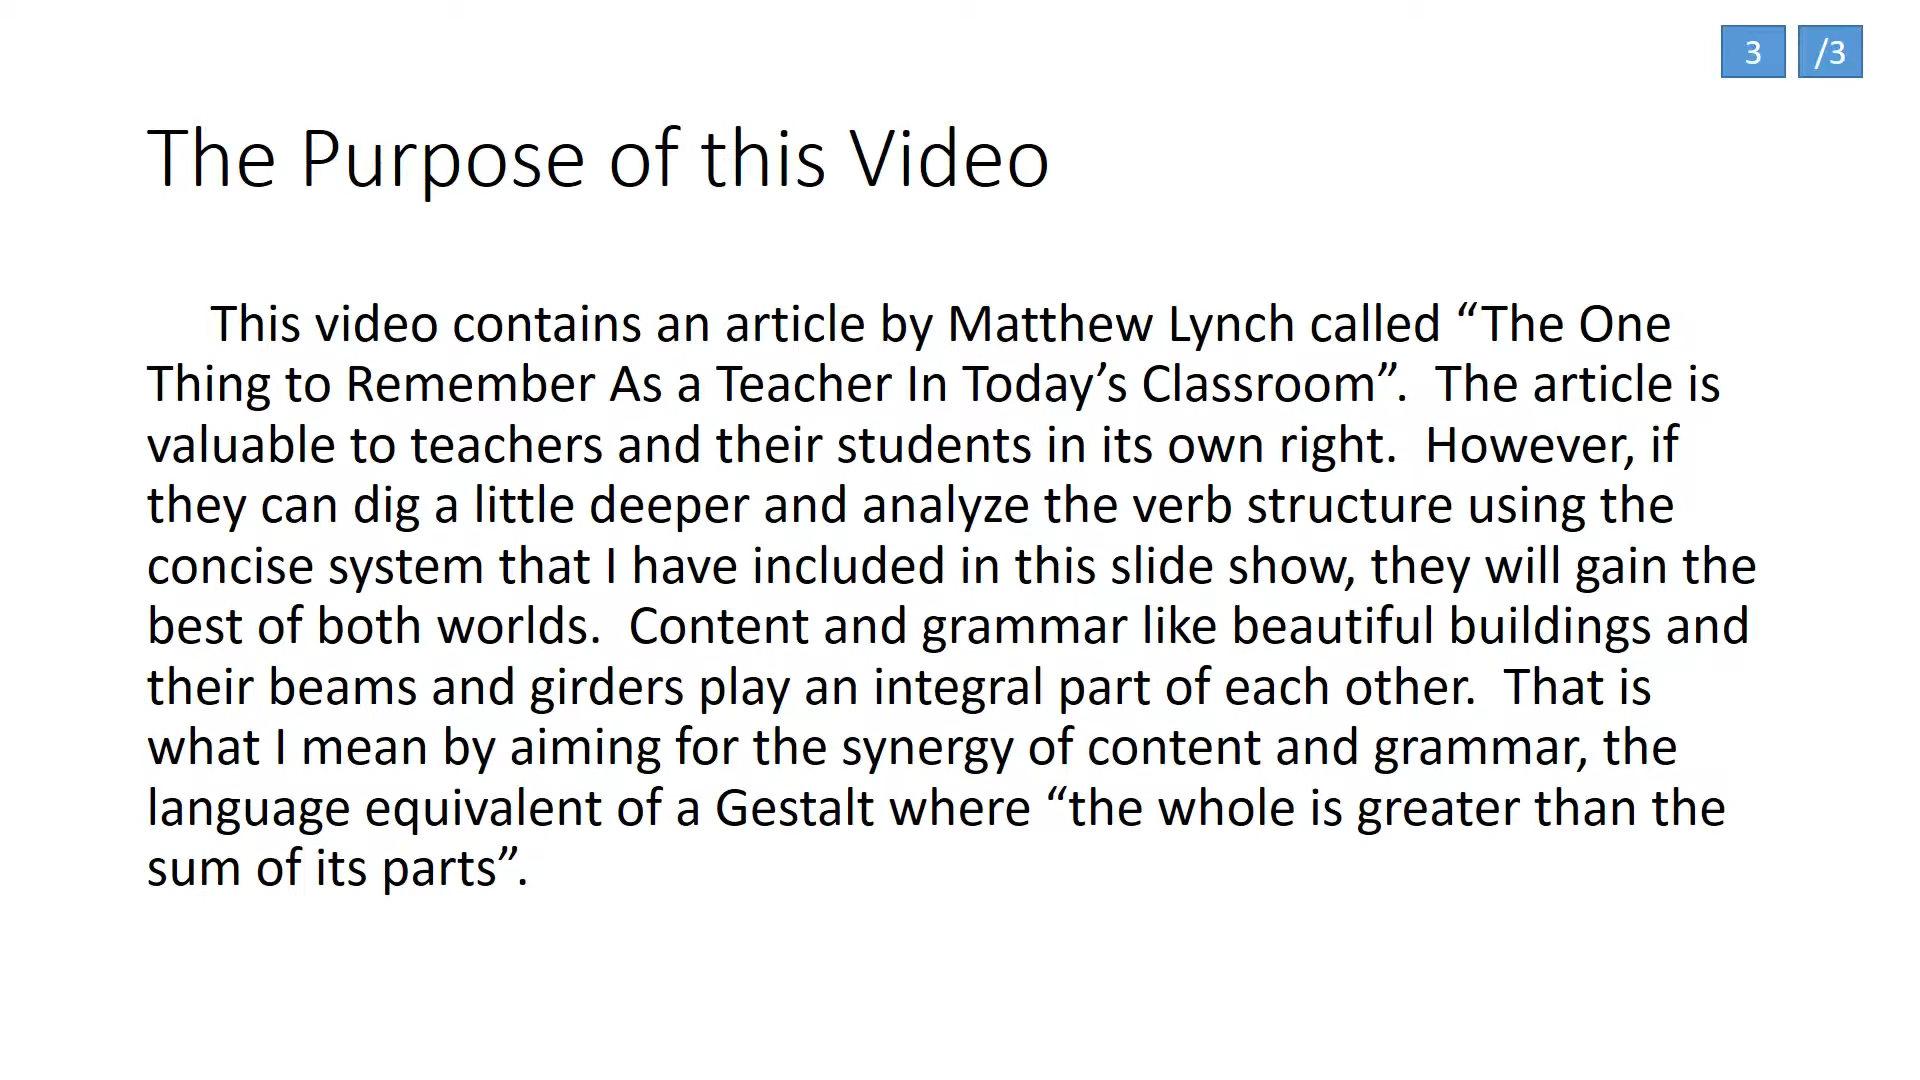 3 /3
The Purpose of this Video
This video contains an article by Matthew Lynch called “The One
Thing to Remember As a Teacher In Today’s Classroom”.  The article is
valuable to teachers and their students in its own right.  However, if
they can dig a little deeper and analyze the verb structure using the
concise system that I have included in this slide show, they will gain the
best of both worlds.  Content and grammar like beautiful buildings and
their beams and girders play an integral part of each other.  That is
what I mean by aiming for the synergy of content and grammar, the
language equivalent of a Gestalt where “the whole is greater than the
sum of its parts”.